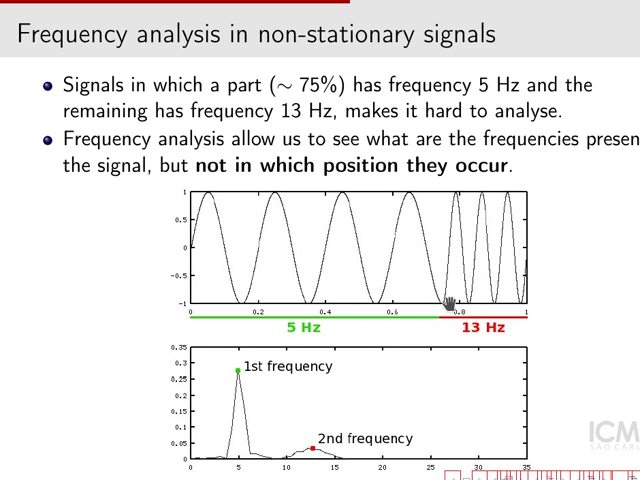 Frequency analysis in non-stationary signals
Signals in which a part (∼ 75%) has frequency 5 Hz and the
remaining has frequency 13 Hz, makes it hard to analyse.
Frequency analysis allow us to see what are the frequencies presen
the signal, but not in which position they occur.
1
0.5
0
-0.5
-1
0 0.2 0.4 0.6 0.8 1
5 Hz 13 Hz
0.35
0.3
0.25
0.2
0.15
0.1
0.05
0
1st frequency
2nd frequency
0 5 10 15 20 25 30 35
ICM
SÃO CARL